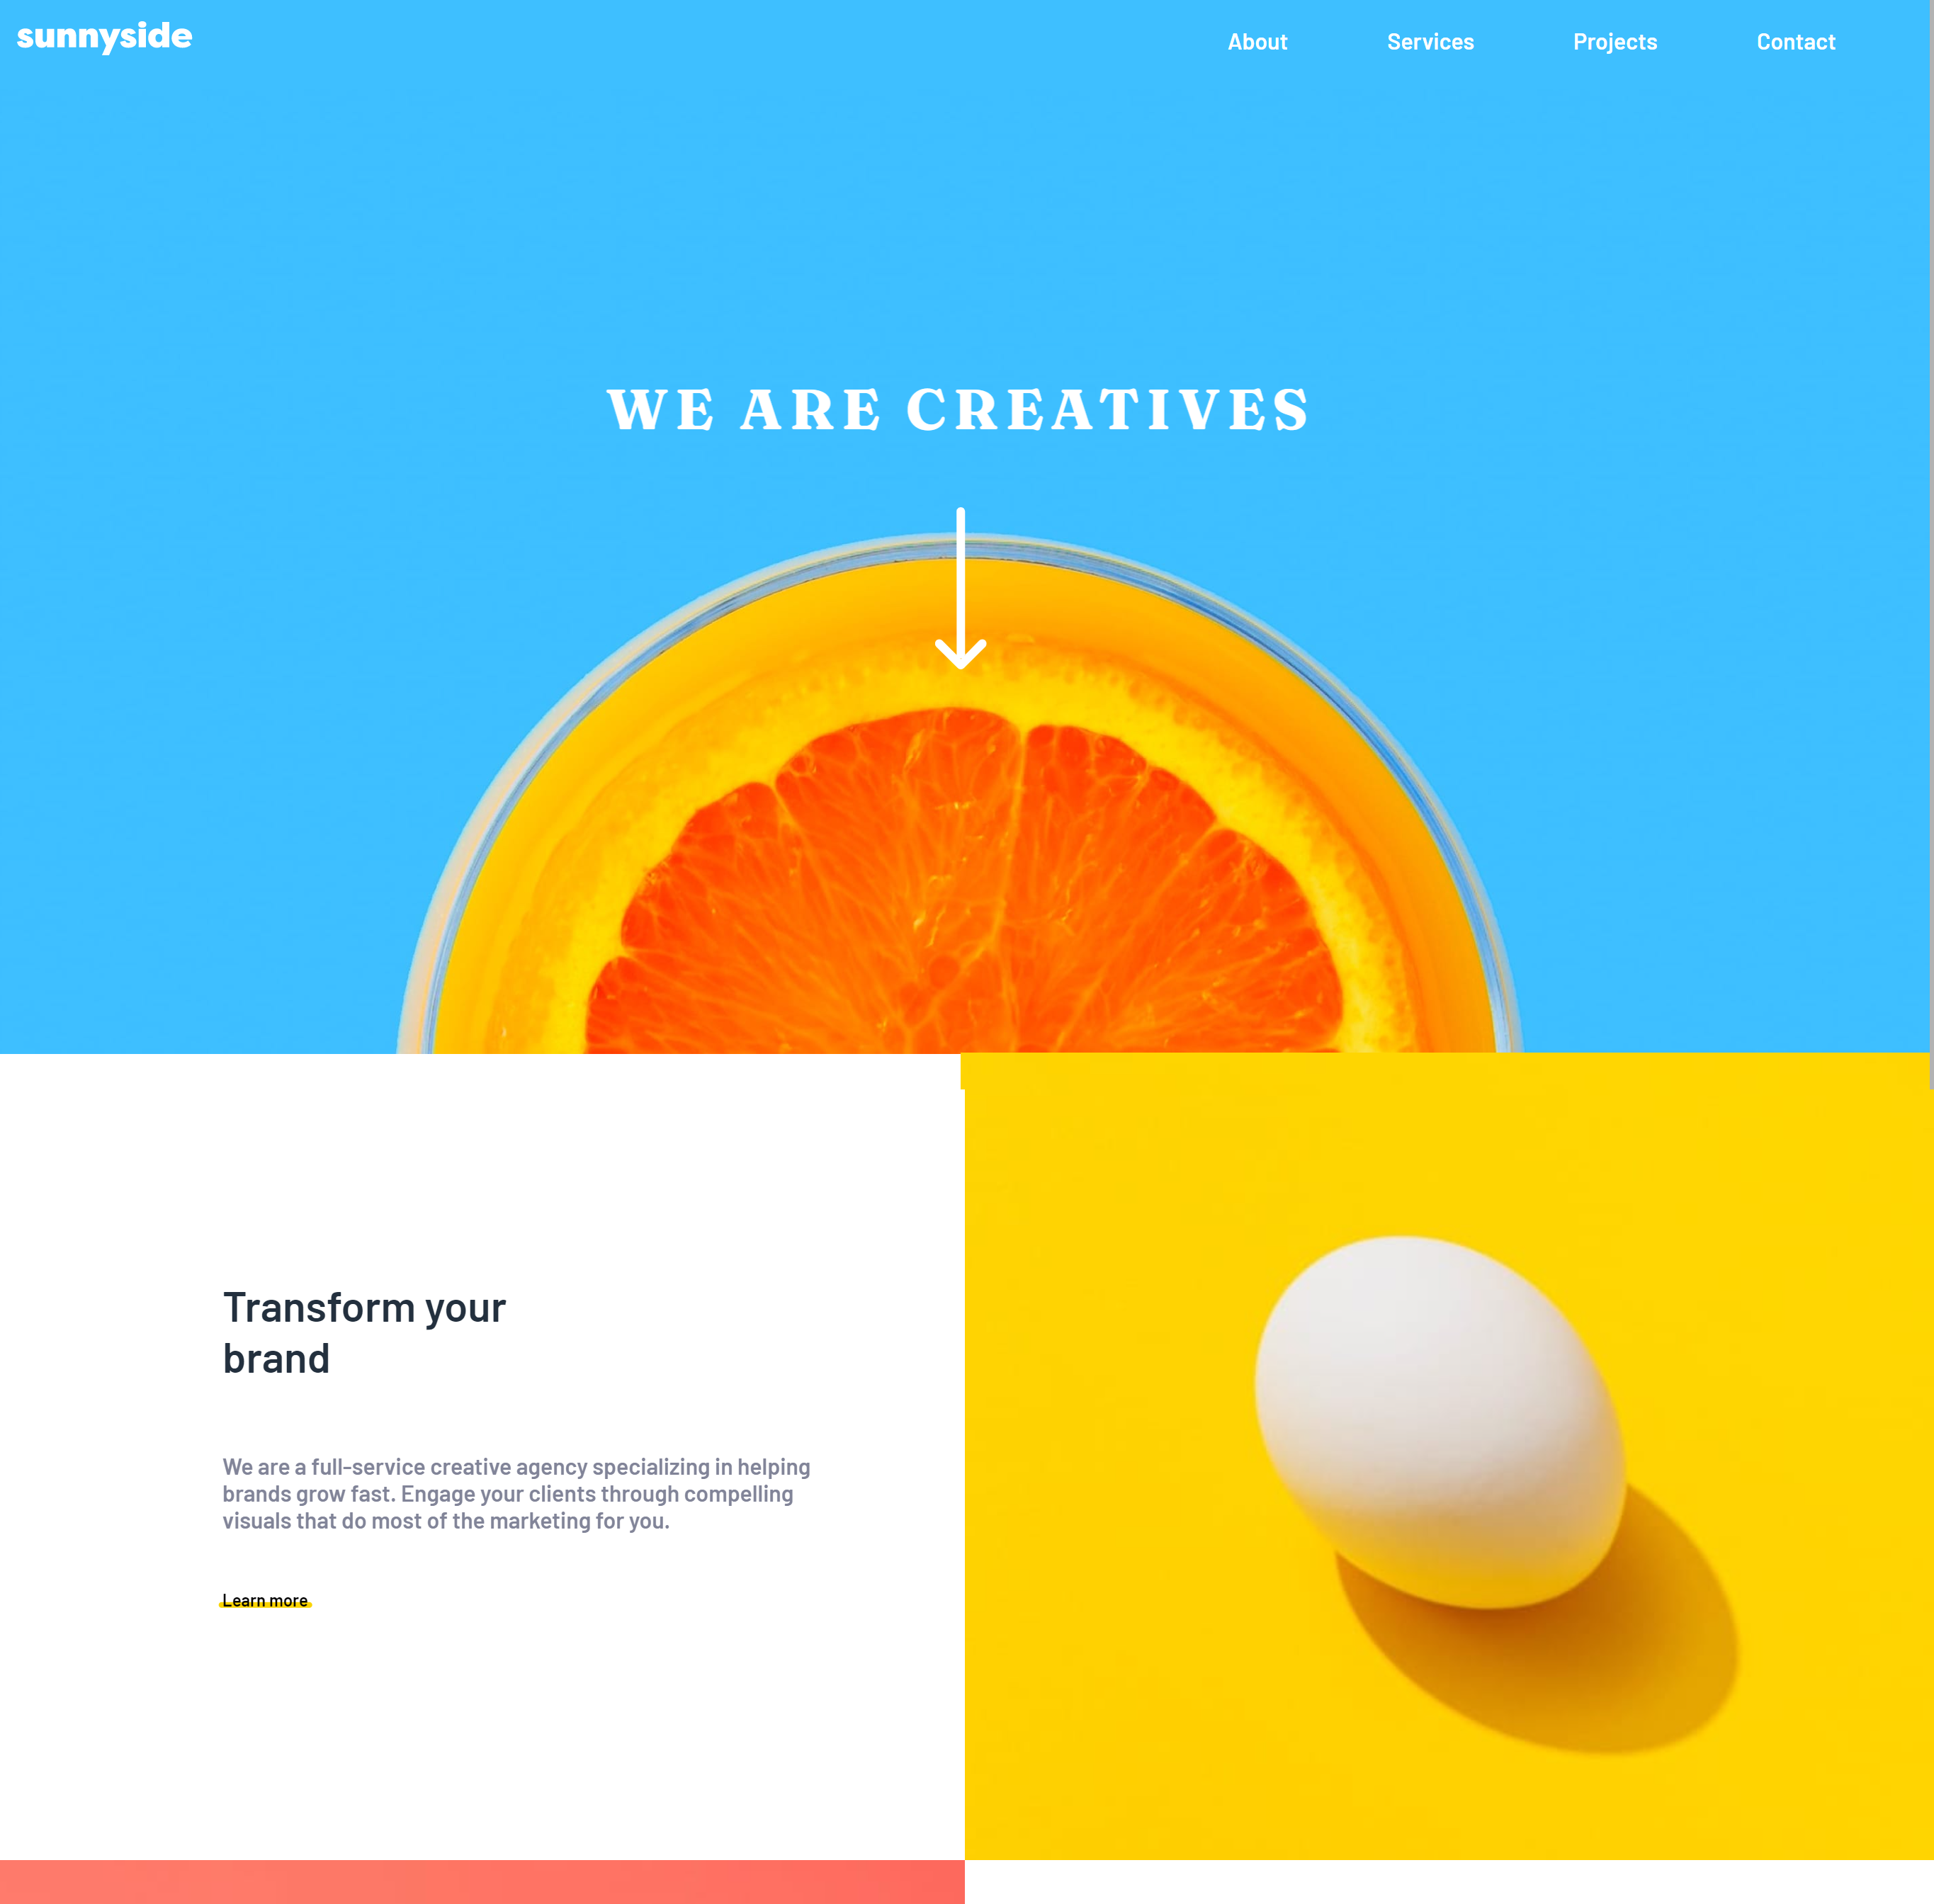 sunnyside
About Services Projects Contact
WE ARE CREATIVES
Transform your
brand
We are a full-service creative agency specializing in helping
brands grow fast. Engage your clients through compelling
visuals that do most of the marketing for you.
Learn more